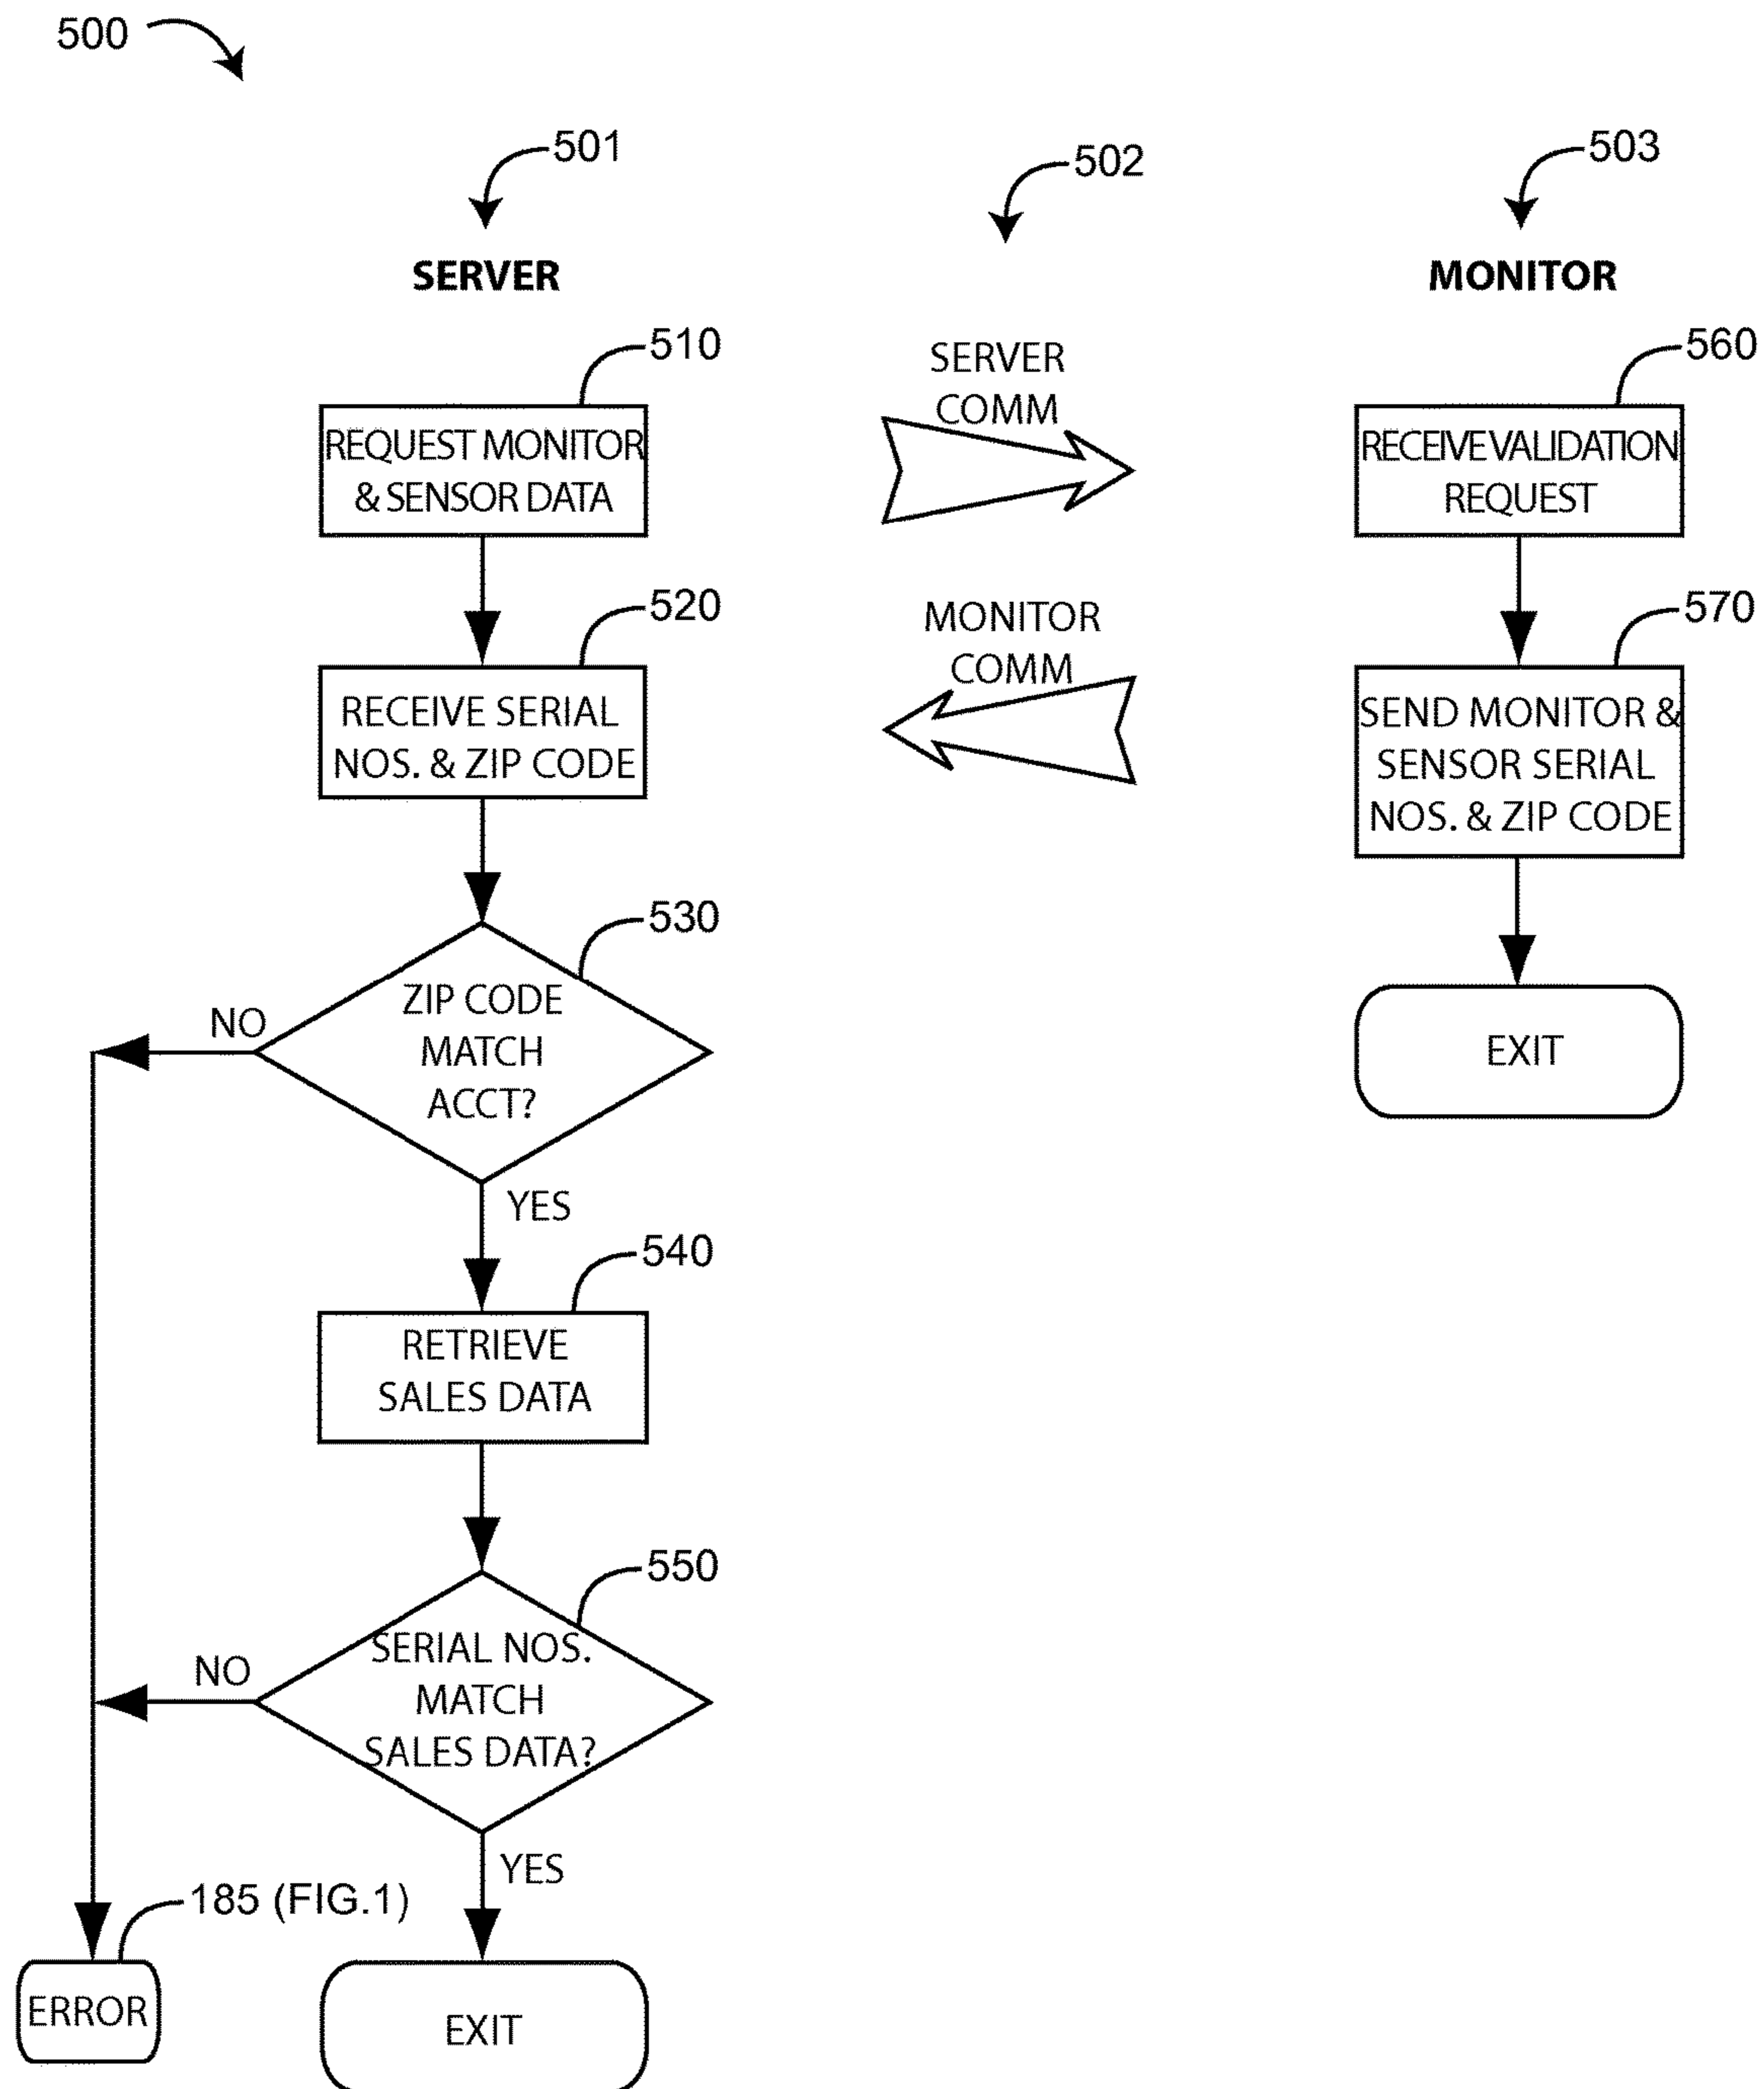 500
501
502
503
SERVER
MONITOR
510
SERVER
COMM
560
REQUEST MONITOR
& SENSOR DATA
RECEIVE VALIDATION
REQUEST
520
MONITOR
COMM
570
RECEIVE SERIAL
NOS. & ZIP CODE
SEND MONITOR &
SENSOR SERIAL
NOS. & ZIP CODE
530
ZIP CODE
MATCH
ACCT?
NO
EXIT
YES
540
RETRIEVE
SALES DATA
550
SERIAL NOS.
MATCH
SALES DATA?
NO
YES
185 (FIG.1)
ERROR
EXIT